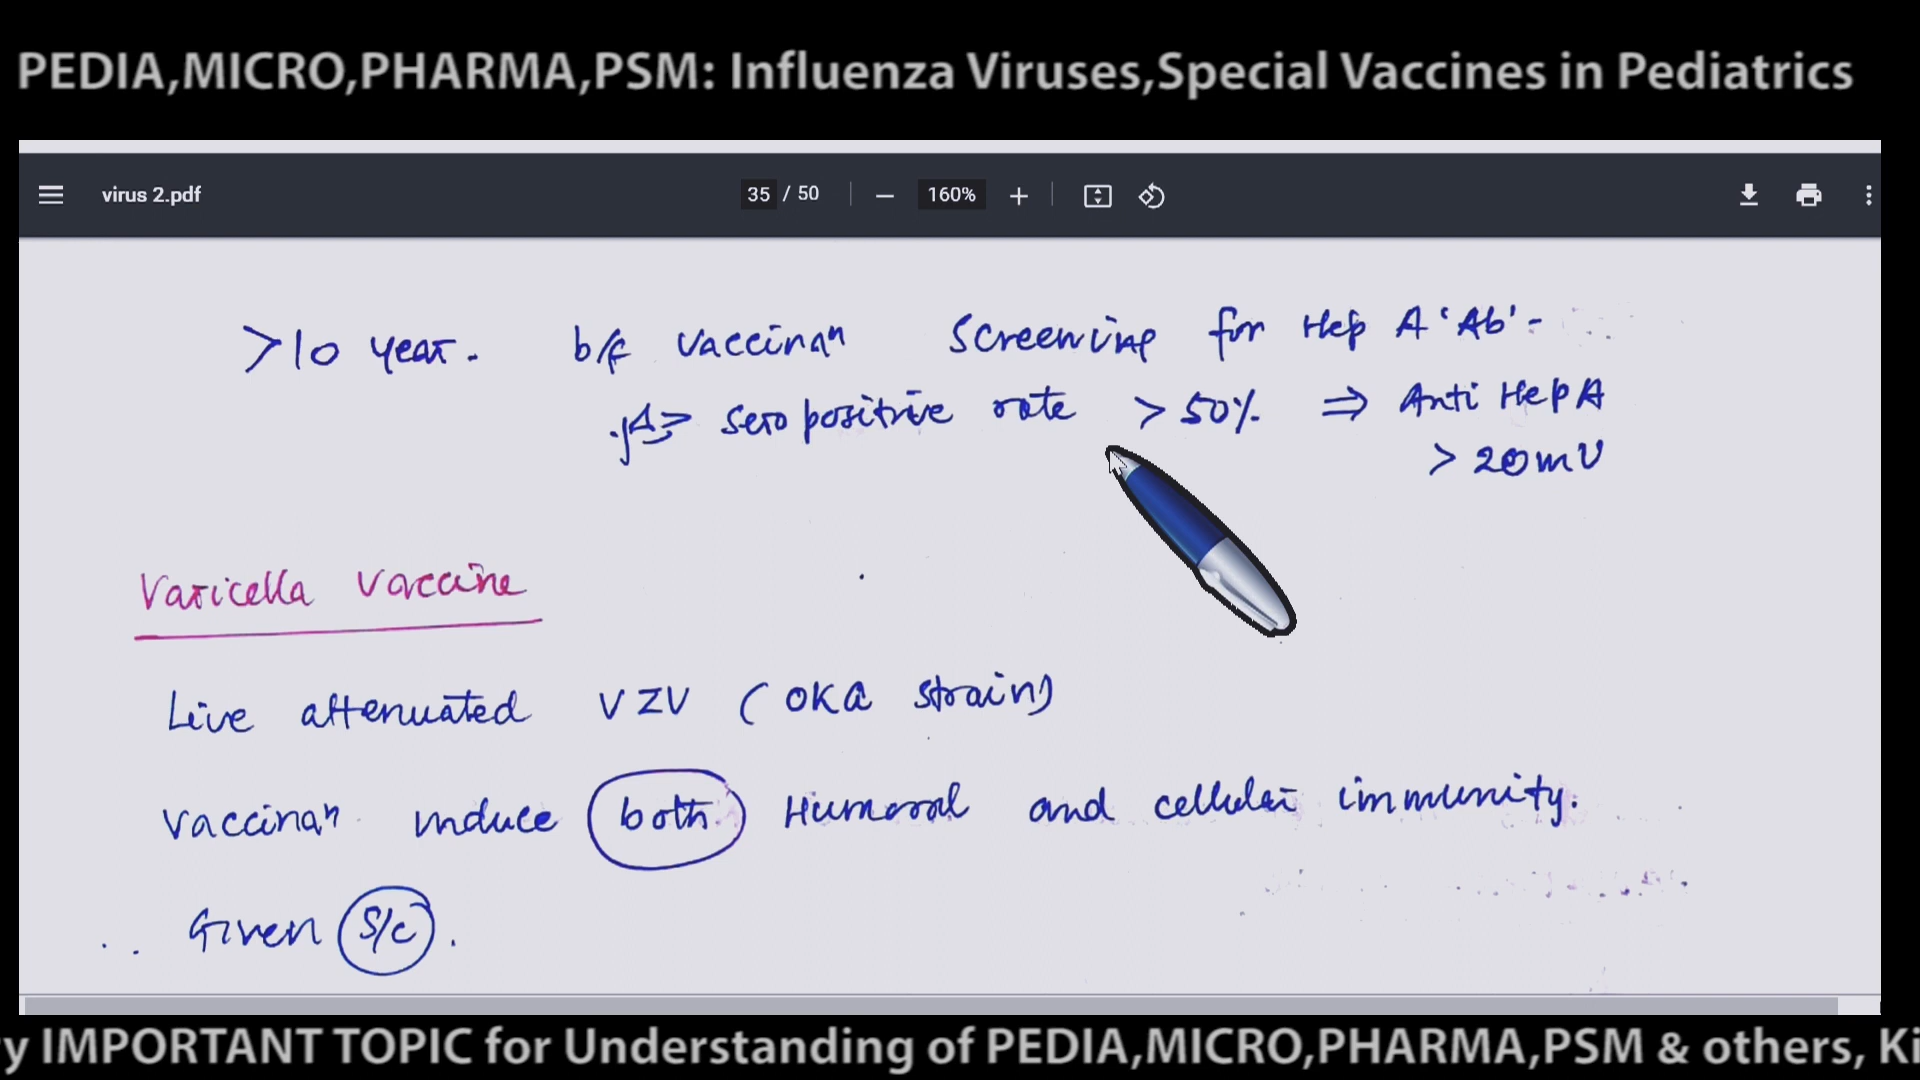 PEDIA,MICRO,PHARMA,PSM: Influenza Viruses,Special Vaccines in Pediatrics
virus 2.pdf 35 / 50 160%
>10 year. b/f vaccinaⁿ Screening for Hep A 'Ab' -
sero positive rate > 50% ⇒ Anti Hep A
> 20mU
Varicella Vaccine
Live attenuated VZV ( OKA strain)
Vaccinaⁿ induce both Humoral and cellular immunity.
Given S/C.
y IMPORTANT TOPIC for Understanding of PEDIA,MICRO,PHARMA,PSM & others, Ki